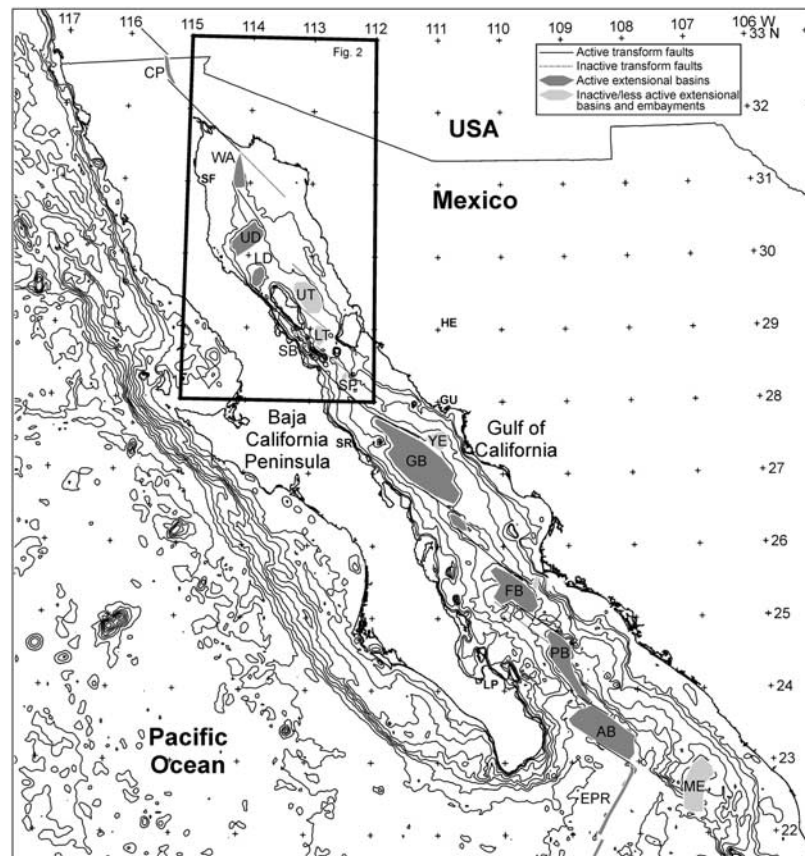 117 116 115 114 113 112 111 110 109 108 107 106 W
33 N
Fig. 2
Active transform faults
Inactive transform faults
Active extensional basins
Inactive/less active extensional
basins and embayments
CP
32
USA
WA
SF
31
Mexico
UD
30
LD
UT
HE
29
LT
SB
SP
28
GU
Baja
California
Peninsula
Gulf of
California
SR
YE
GB
27
26
FB
25
PB
LP
24
AB
Pacific
Ocean
23
ME
EPR
22